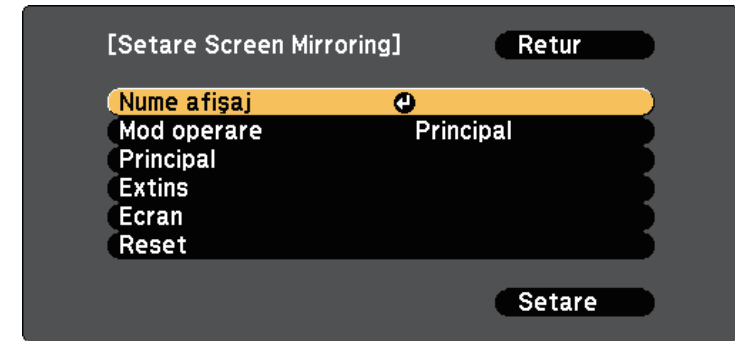 [Setare Screen Mirroring] Retur
Nume afişaj
Mod operare Principal
Principal
Extins
Ecran
Reset
Setare